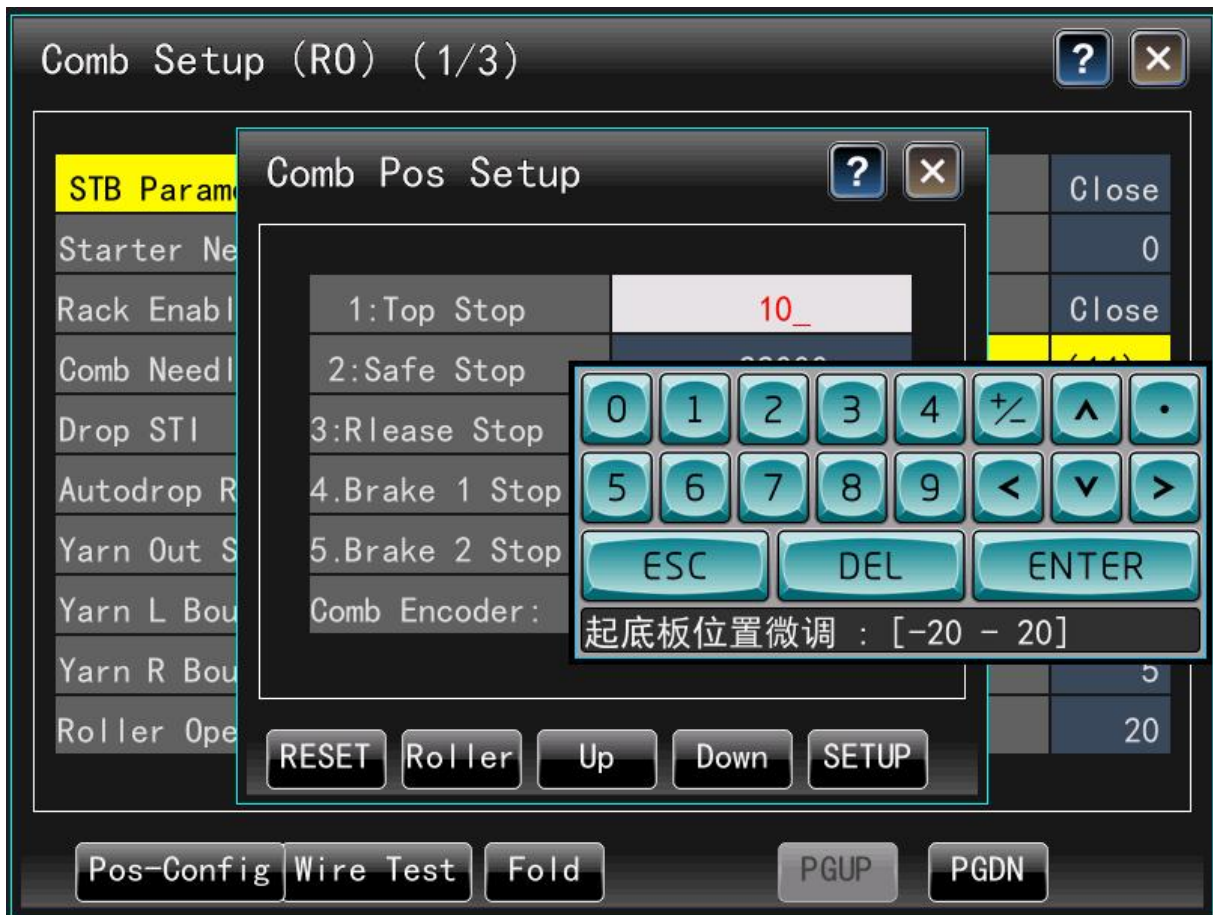 Comb Setup (R0) (1/3)
? ×
Comb Pos Setup
? ×
STB Parame
Close
Starter Ne
0
Rack Enabl
1:Top Stop
10_
Close
Comb Needl
2:Safe Stop
Drop STI
3:Rlease Stop
Autodrop R
4.Brake 1 Stop
Yarn Out S
5.Brake 2 Stop
Yarn L Bou
Comb Encoder:
Yarn R Bou
5
Roller Ope
20
0 1 2 3 4 +/- ^ .
5 6 7 8 9 < v >
ESC DEL ENTER
起底板位置微调 : [-20 - 20]
RESET Roller Up Down SETUP
Pos-Config Wire Test Fold PGUP PGDN